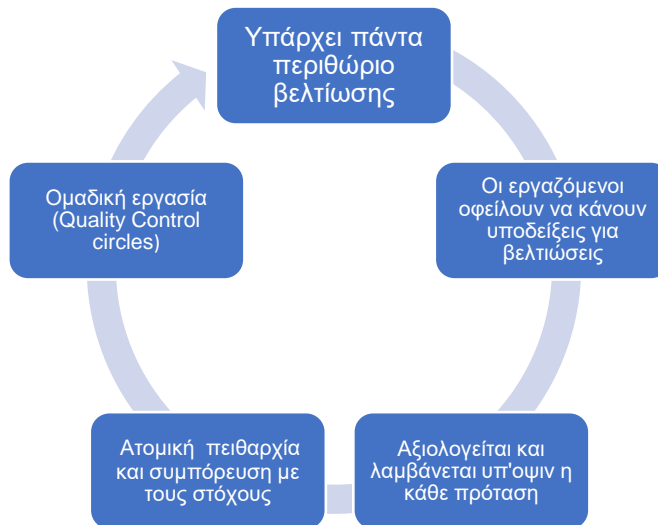 Υπάρχει πάντα
περιθώριο
βελτίωσης
Οι εργαζόμενοι
οφείλουν να κάνουν
υποδείξεις για
βελτιώσεις
Αξιολογείται και
λαμβάνεται υπ'οψιν η
κάθε πρόταση
Ατομική πειθαρχία
και συμπόρευση με
τους στόχους
Ομαδική εργασία
(Quality Control
circles)